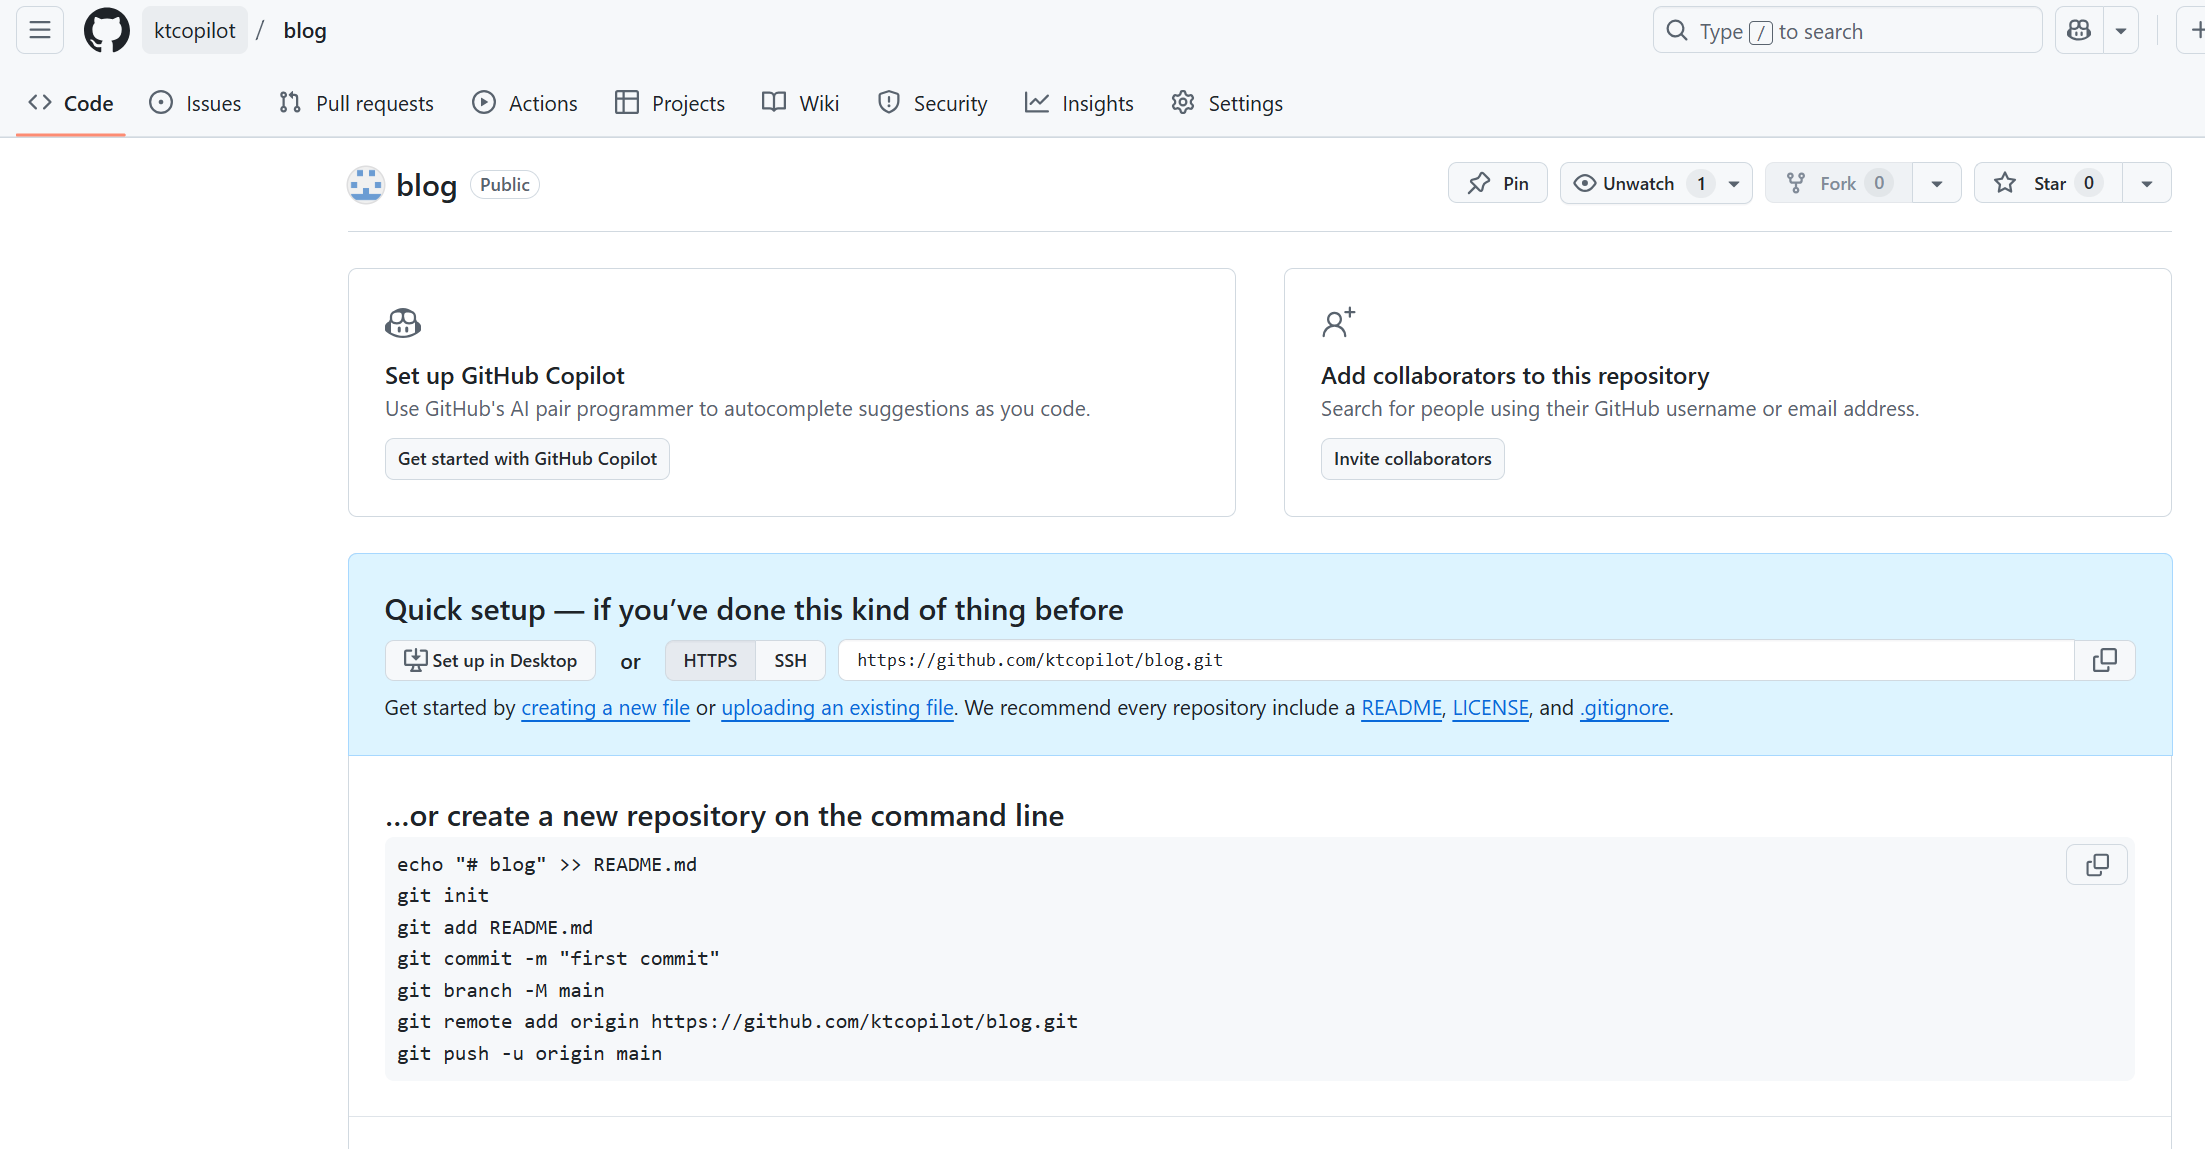 ktcopilot / blog
Type / to search
Code Issues Pull requests Actions Projects Wiki Security Insights Settings
blog Public
Pin Unwatch 1 Fork 0 Star 0
Set up GitHub Copilot
Use GitHub's AI pair programmer to autocomplete suggestions as you code.
Get started with GitHub Copilot
Add collaborators to this repository
Search for people using their GitHub username or email address.
Invite collaborators
Quick setup — if you’ve done this kind of thing before
Set up in Desktop or HTTPS SSH https://github.com/ktcopilot/blog.git
Get started by creating a new file or uploading an existing file. We recommend every repository include a README, LICENSE, and .gitignore.
…or create a new repository on the command line
echo "# blog" >> README.md
git init
git add README.md
git commit -m "first commit"
git branch -M main
git remote add origin https://github.com/ktcopilot/blog.git
git push -u origin main